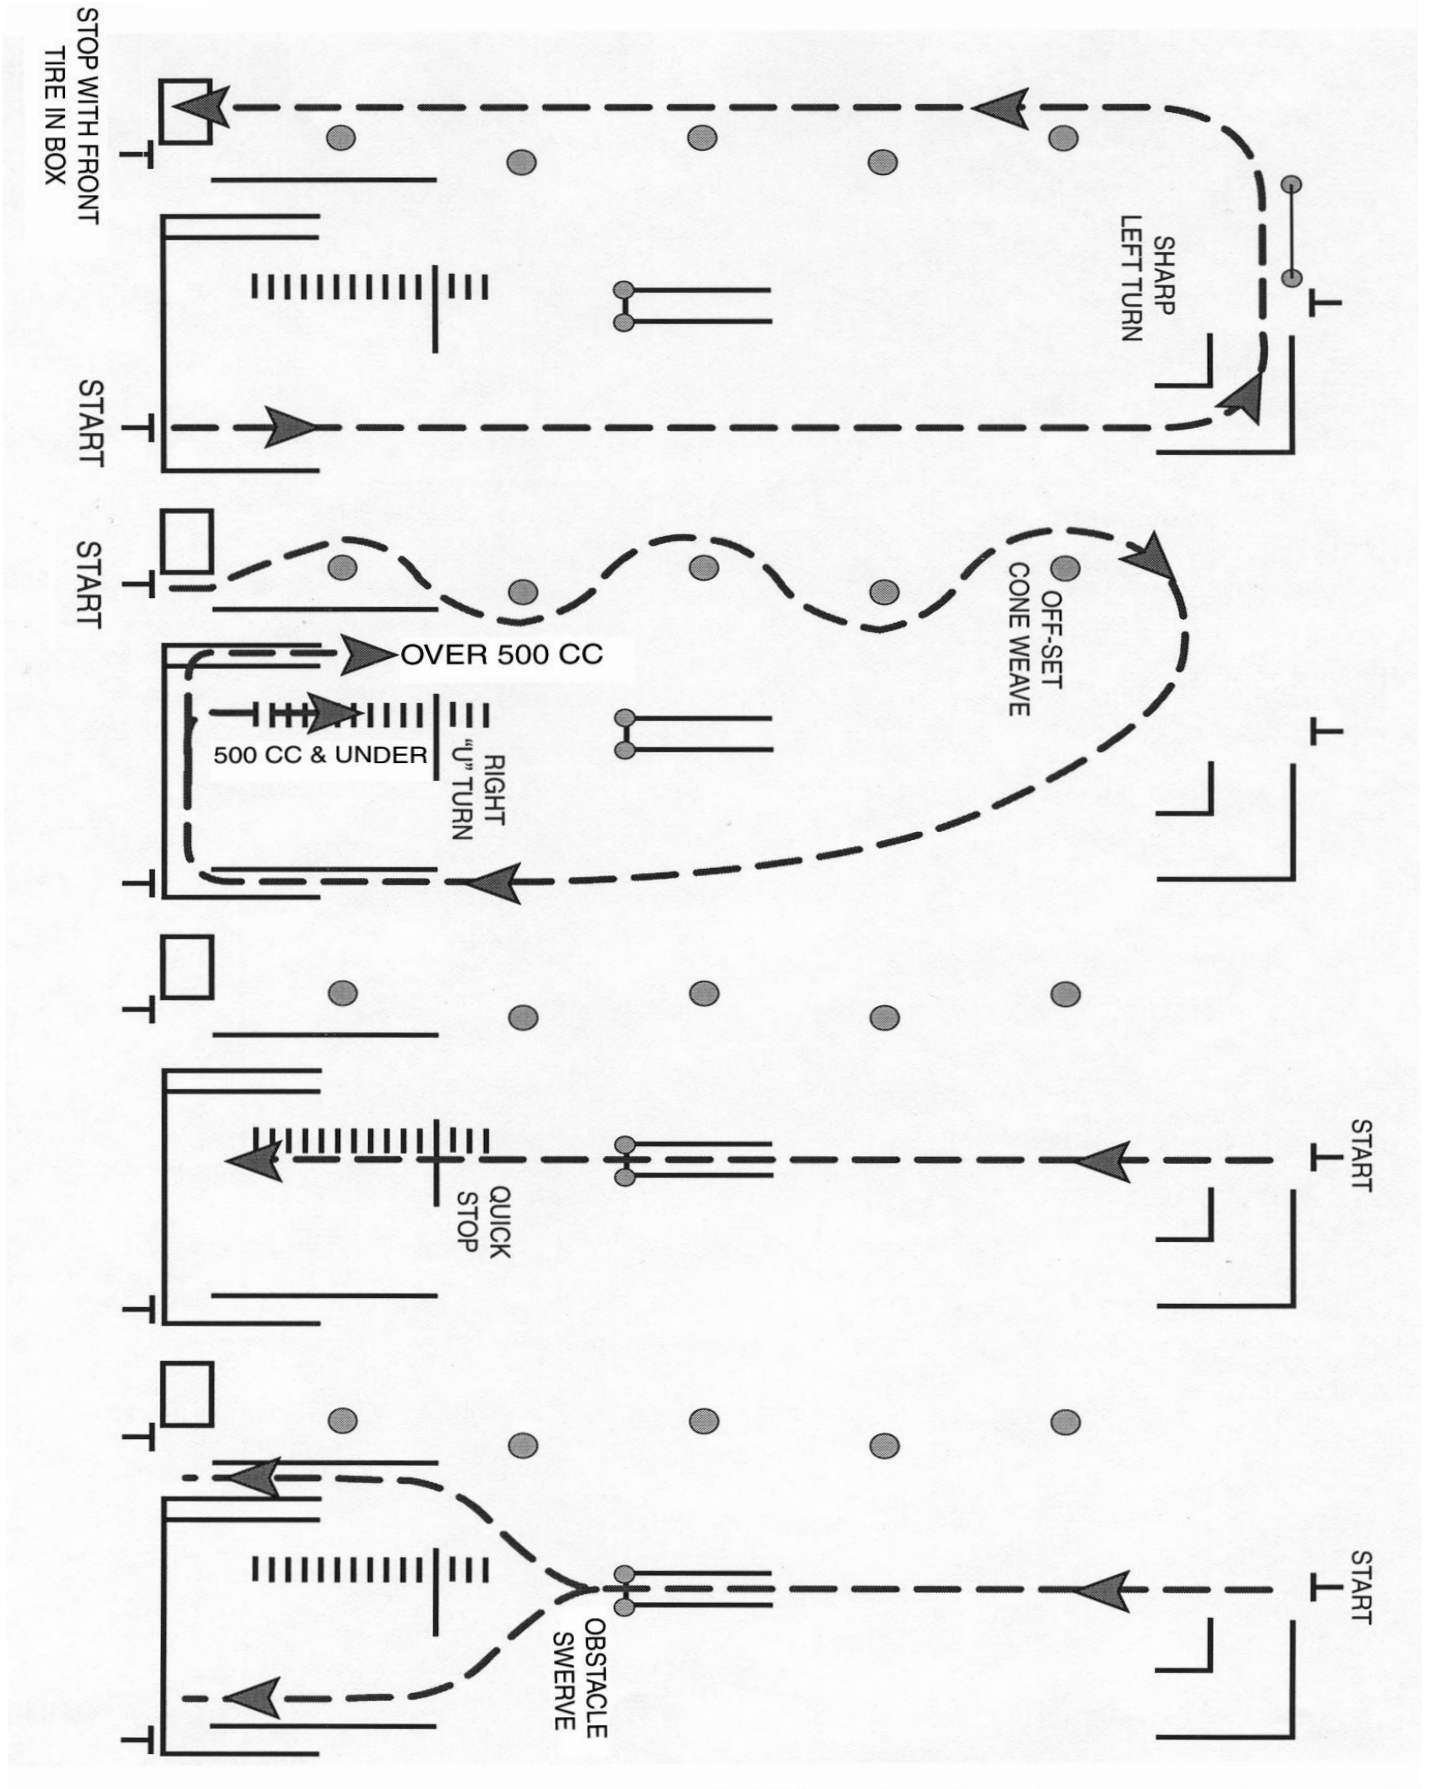 STOP WITH FRONT
TIRE IN BOX
SHARP
LEFT TURN
START
START
OFF-SET
CONE WEAVE
OVER 500 CC
500 CC & UNDER
RIGHT
"U" TURN
START
QUICK
STOP
START
OBSTACLE
SWERVE